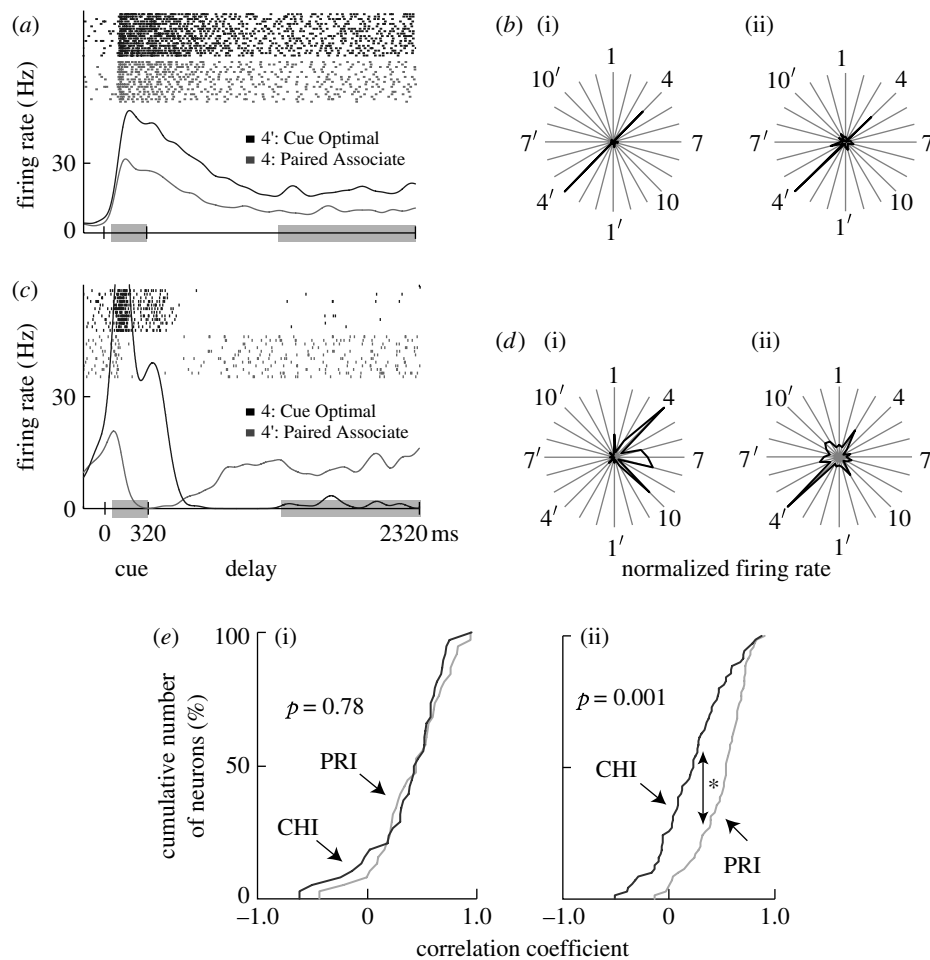 (a)
firing rate (Hz)
30
0
4': Cue Optimal
4: Paired Associate
(b) (i) (ii)
1
4
7
10
1′
4′
7′
10′
1
4
7
10
1′
4′
7′
10′
(c)
firing rate (Hz)
30
0
4: Cue Optimal
4': Paired Associate
0 320 2320 ms
cue delay
(d) (i) (ii)
1
4
7
10
1′
4′
7′
10′
1
4
7
10
1′
4′
7′
10′
normalized firing rate
(e) (i) (ii)
cumulative number
of neurons (%)
100
50
0
p = 0.78
PRI
CHI
–1.0 0 1.0
p = 0.001
CHI
*
PRI
–1.0 0 1.0
correlation coefficient